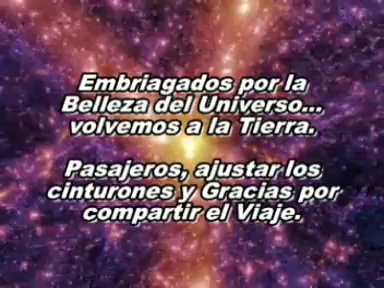 Embriagados por la
Belleza del Universo...
volvemos a la Tierra.
Pasajeros, ajustar los
cinturones y Gracias por
compartir el Viaje.